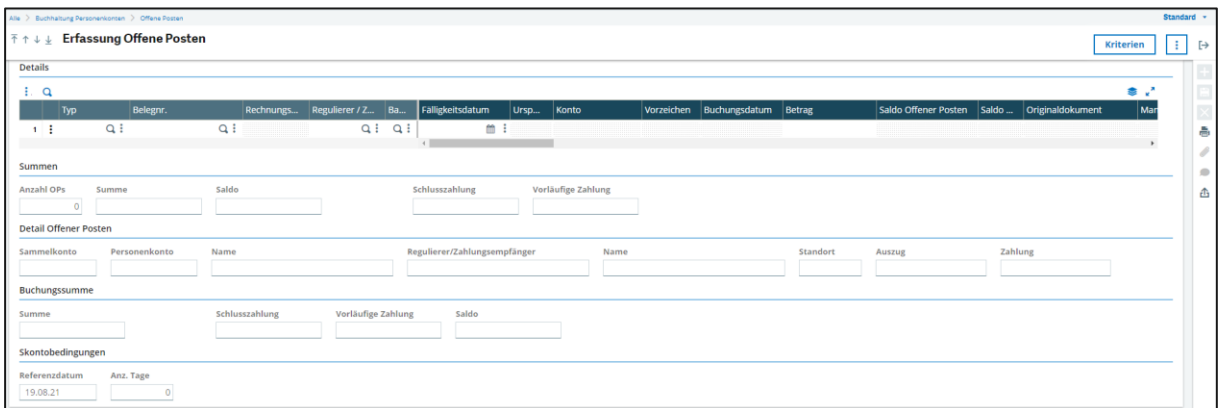 Alle > Buchhaltung Personenkonten > Offene Posten
Standard
Erfassung Offene Posten
Kriterien
Details
Typ Belegnr. Rechnungs... Regulierer / Z... Ba... Fälligkeitsdatum Ursp... Konto Vorzeichen Buchungsdatum Betrag Saldo Offener Posten Saldo ... Originaldokument Mar
1
Summen
Anzahl OPs Summe Saldo Schlusszahlung Vorläufige Zahlung
0
Detail Offener Posten
Sammelkonto Personenkonto Name Regulierer/Zahlungsempfänger Name Standort Auszug Zahlung
Buchungssumme
Summe Schlusszahlung Vorläufige Zahlung Saldo
Skontobedingungen
Referenzdatum Anz. Tage
19.08.21 0